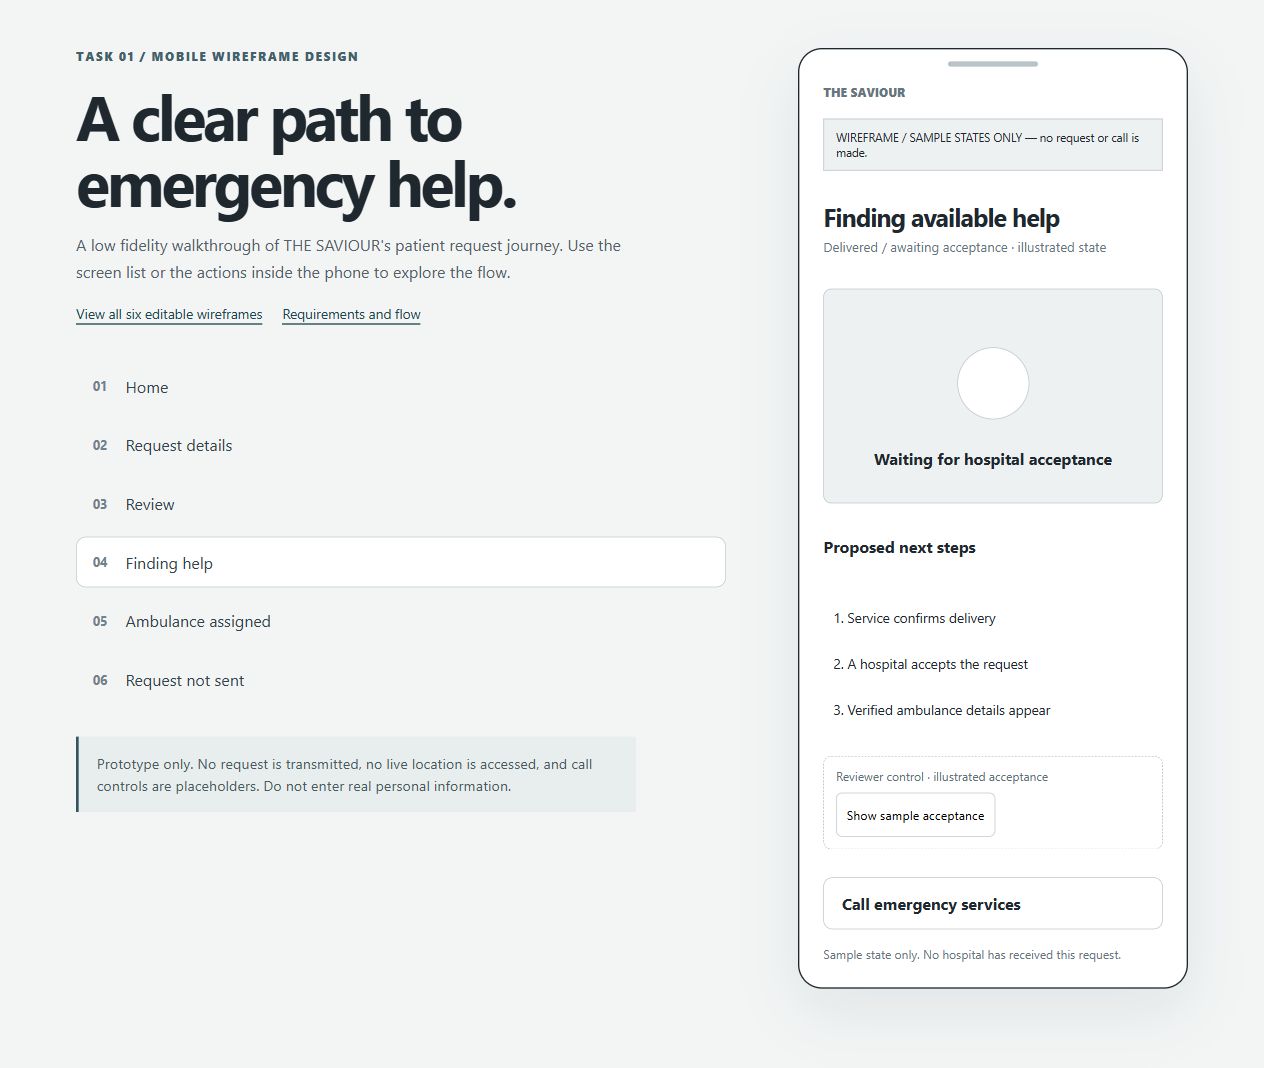 TASK 01 / MOBILE WIREFRAME DESIGN
A clear path to
emergency help.
A low fidelity walkthrough of THE SAVIOUR's patient request journey. Use the
screen list or the actions inside the phone to explore the flow.
View all six editable wireframes
Requirements and flow
01 Home
02 Request details
03 Review
04 Finding help
05 Ambulance assigned
06 Request not sent
Prototype only. No request is transmitted, no live location is accessed, and call
controls are placeholders. Do not enter real personal information.
THE SAVIOUR
WIREFRAME / SAMPLE STATES ONLY — no request or call is
made.
Finding available help
Delivered / awaiting acceptance · illustrated state
Waiting for hospital acceptance
Proposed next steps
1. Service confirms delivery
2. A hospital accepts the request
3. Verified ambulance details appear
Reviewer control · illustrated acceptance
Show sample acceptance
Call emergency services
Sample state only. No hospital has received this request.